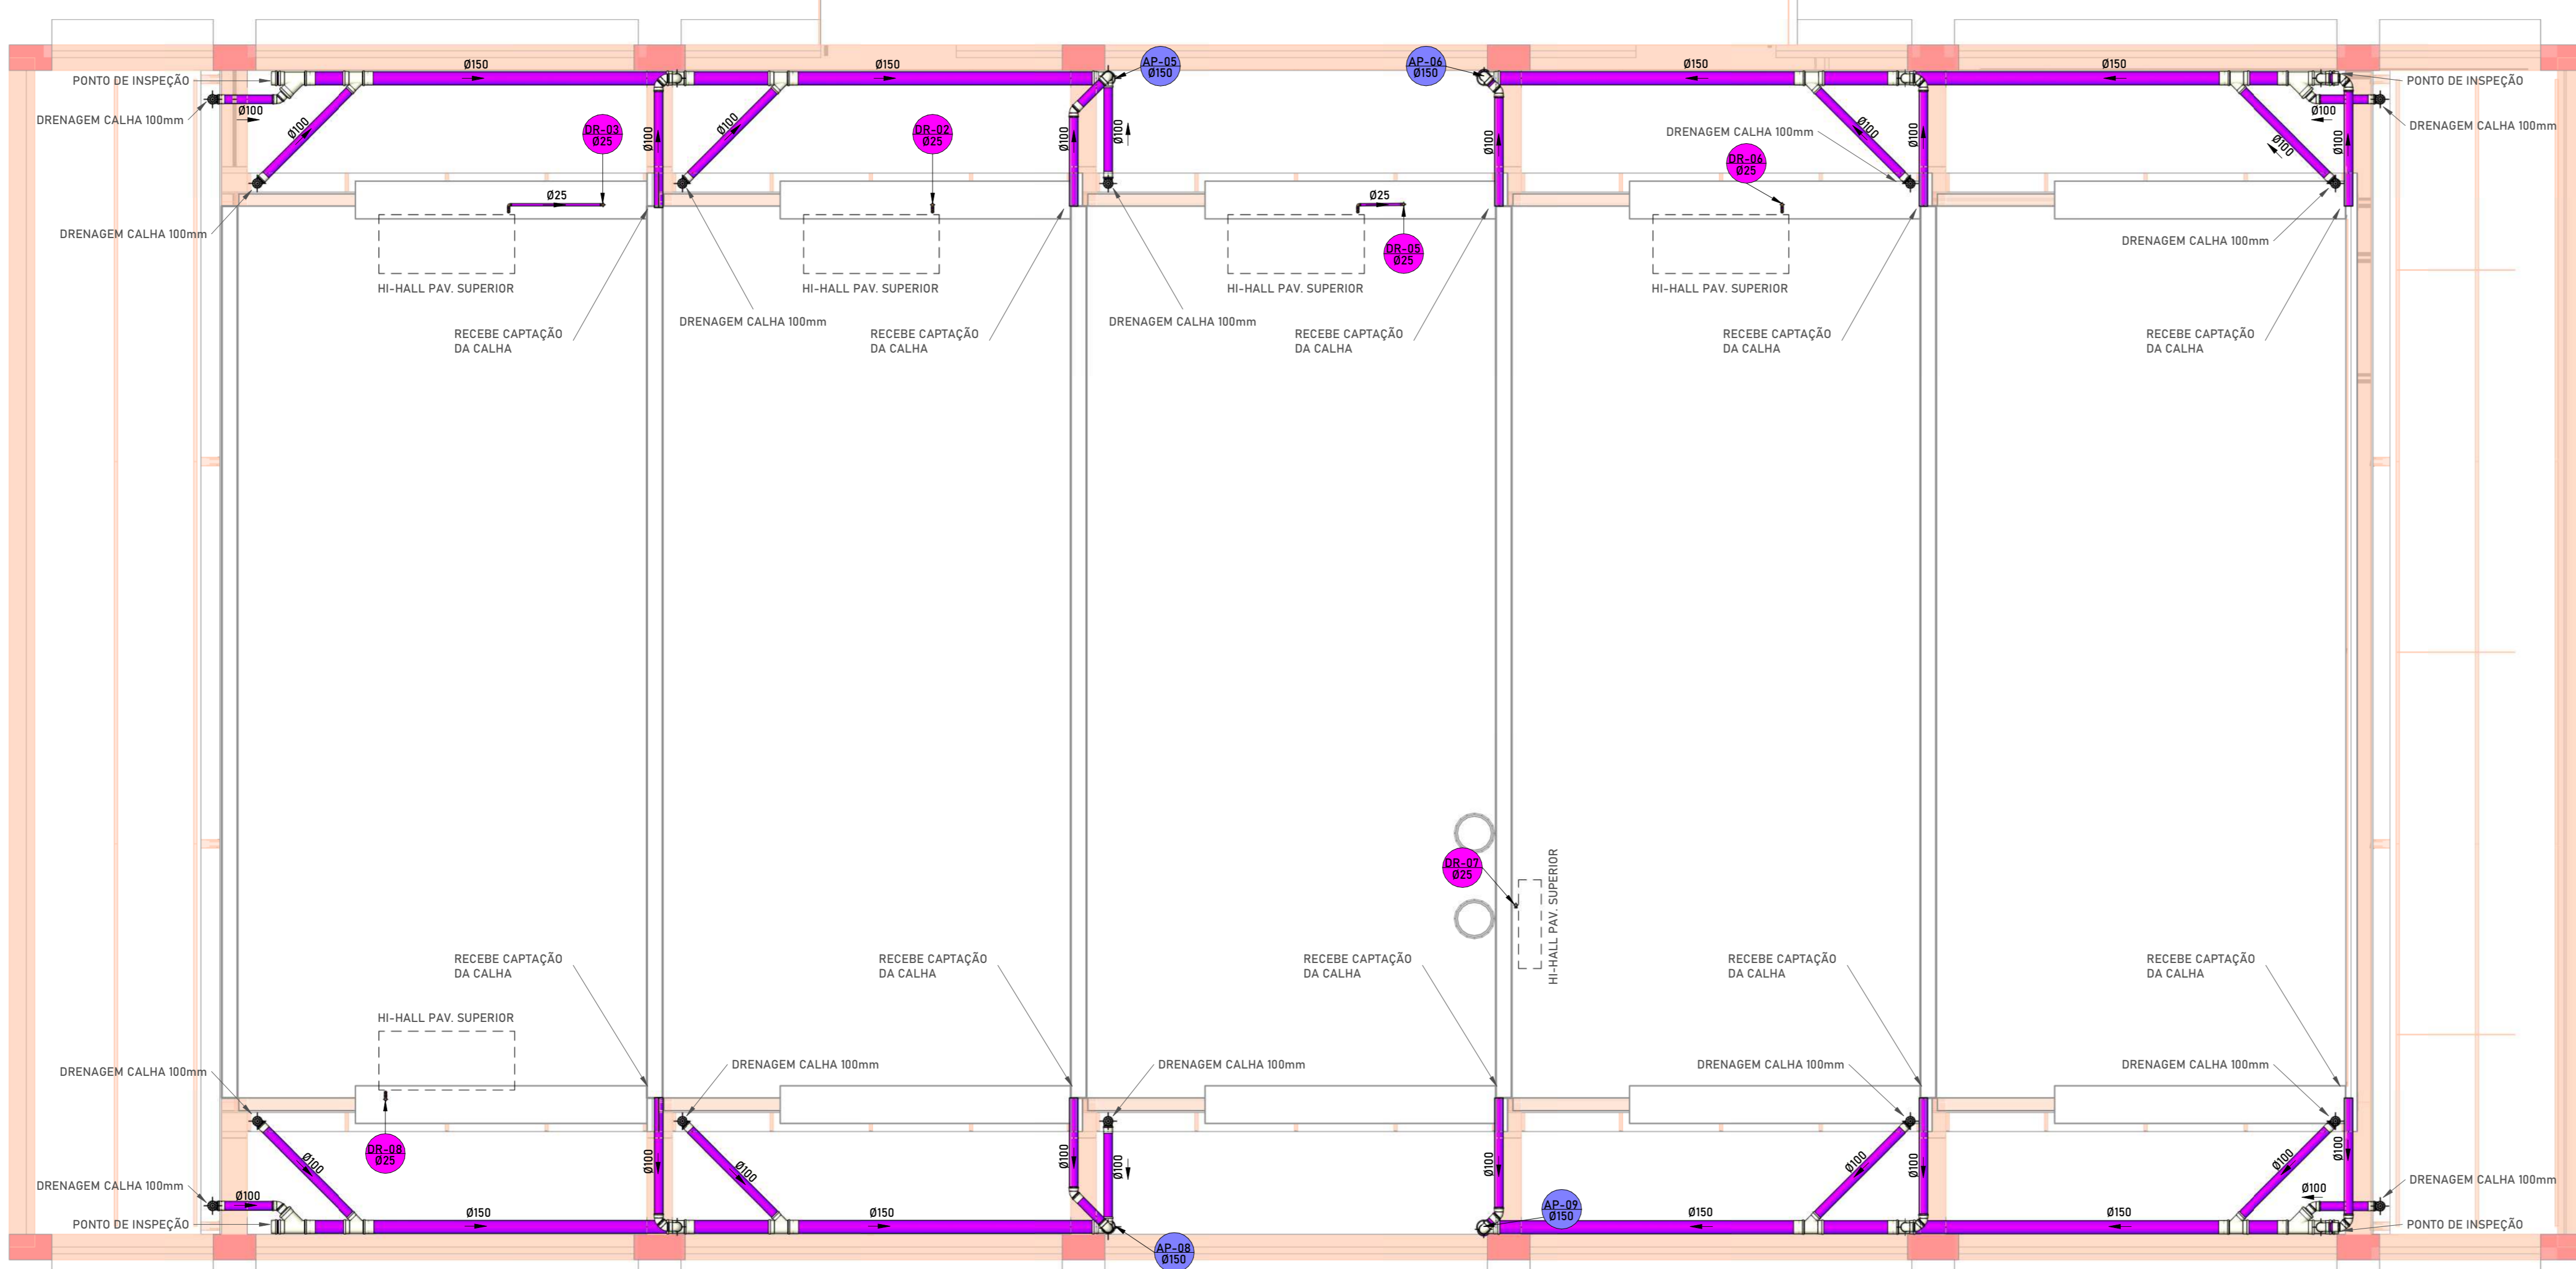 AP-05
Ø150
AP-06
Ø150
Ø150
Ø150
Ø150
Ø150
PONTO DE INSPEÇÃO
PONTO DE INSPEÇÃO
DRENAGEM CALHA 100mm
Ø100
Ø100
DRENAGEM CALHA 100mm
Ø100
Ø100
DR-03
Ø25
Ø100
DR-02
Ø25
Ø100
Ø100
Ø100
DRENAGEM CALHA 100mm
Ø100
Ø100
Ø100
Ø100
DR-06
Ø25
Ø25
Ø25
DRENAGEM CALHA 100mm
DR-05
Ø25
DRENAGEM CALHA 100mm
HI-HALL PAV. SUPERIOR
HI-HALL PAV. SUPERIOR
HI-HALL PAV. SUPERIOR
HI-HALL PAV. SUPERIOR
DRENAGEM CALHA 100mm
DRENAGEM CALHA 100mm
RECEBE CAPTAÇÃO
DA CALHA
RECEBE CAPTAÇÃO
DA CALHA
RECEBE CAPTAÇÃO
DA CALHA
RECEBE CAPTAÇÃO
DA CALHA
RECEBE CAPTAÇÃO
DA CALHA
DR-07
Ø25
HI-HALL PAV. SUPERIOR
RECEBE CAPTAÇÃO
DA CALHA
RECEBE CAPTAÇÃO
DA CALHA
RECEBE CAPTAÇÃO
DA CALHA
RECEBE CAPTAÇÃO
DA CALHA
RECEBE CAPTAÇÃO
DA CALHA
HI-HALL PAV. SUPERIOR
DRENAGEM CALHA 100mm
DRENAGEM CALHA 100mm
DRENAGEM CALHA 100mm
DRENAGEM CALHA 100mm
DRENAGEM CALHA 100mm
DR-08
Ø25
Ø100
Ø100
Ø100
Ø100
Ø100
Ø100
Ø100
Ø100
Ø100
Ø100
DRENAGEM CALHA 100mm
Ø100
Ø100
DRENAGEM CALHA 100mm
PONTO DE INSPEÇÃO
Ø150
Ø150
AP-09
Ø150
Ø150
Ø150
PONTO DE INSPEÇÃO
AP-08
Ø150